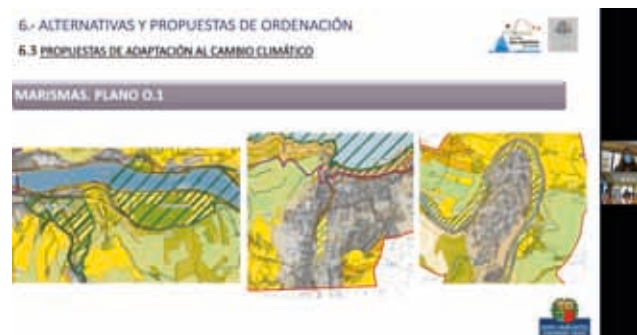 6.- ALTERNATIVAS Y PROPUESTAS DE ORDENACIÓN
6.3 PROPUESTAS DE ADAPTACIÓN AL CAMBIO CLIMÁTICO
MARISMAS. PLANO O.1